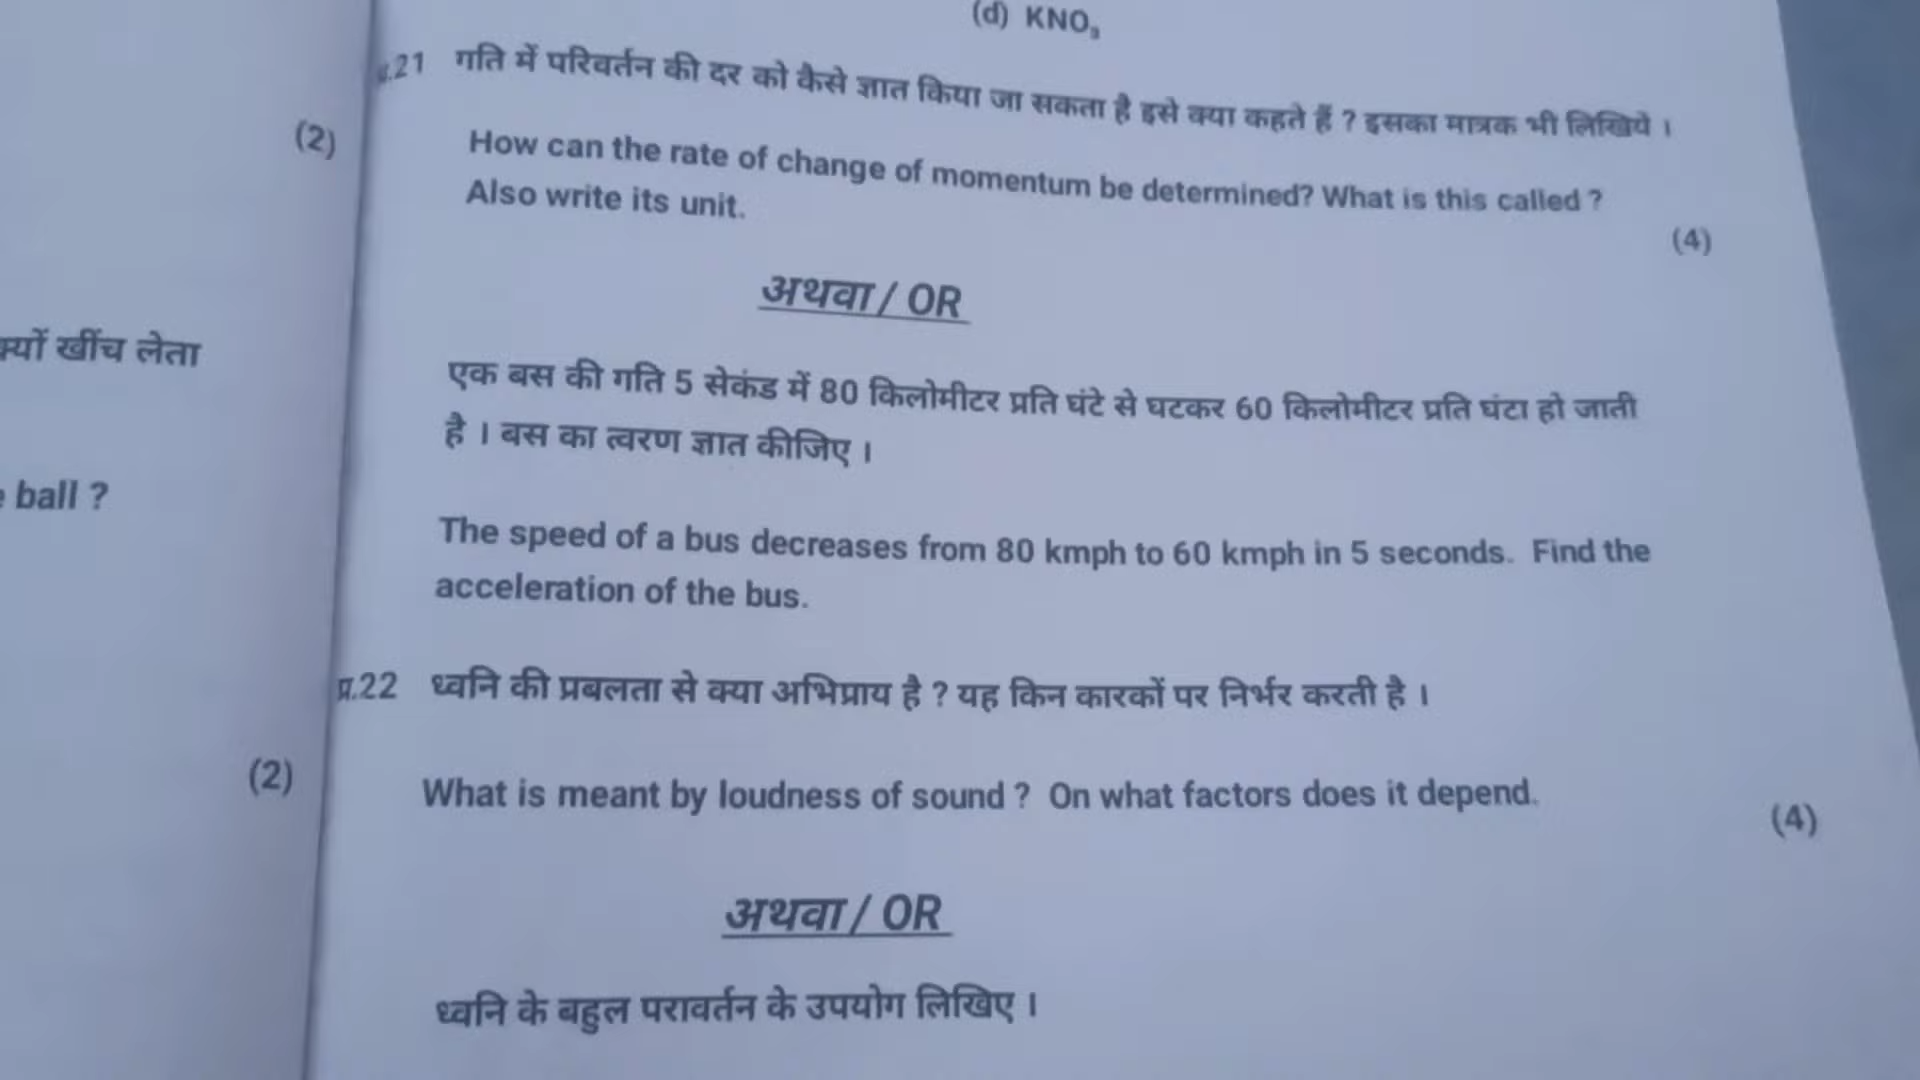 (d) KNO₃
.21 गति में परिवर्तन की दर को कैसे ज्ञात किया जा सकता है इसे क्या कहते हैं ? इसका मात्रक भी लिखिये ।
(2)
How can the rate of change of momentum be determined? What is this called ?
Also write its unit.
(4)
अथवा / OR
क्यों खींच लेता
एक बस की गति 5 सेकंड में 80 किलोमीटर प्रति घंटे से घटकर 60 किलोमीटर प्रति घंटा हो जाती
है । बस का त्वरण ज्ञात कीजिए ।
ball ?
The speed of a bus decreases from 80 kmph to 60 kmph in 5 seconds. Find the
acceleration of the bus.
प्र.22 ध्वनि की प्रबलता से क्या अभिप्राय है ? यह किन कारकों पर निर्भर करती है ।
(2)
What is meant by loudness of sound ? On what factors does it depend.
(4)
अथवा / OR
ध्वनि के बहुल परावर्तन के उपयोग लिखिए ।